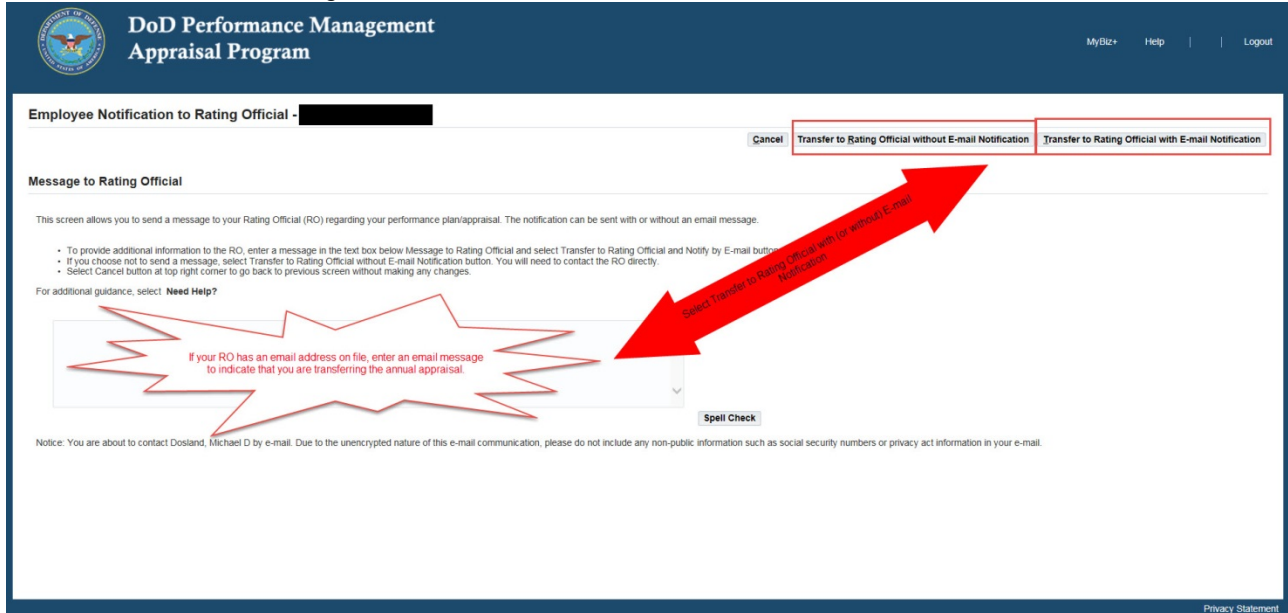 DoD Performance Management
Appraisal Program
MyBiz+ Help | | Logout
Employee Notification to Rating Official -
Cancel Transfer to Rating Official without E-mail Notification Transfer to Rating Official with E-mail Notification
Message to Rating Official
This screen allows you to send a message to your Rating Official (RO) regarding your performance plan/appraisal. The notification can be sent with or without an email message.
• To provide additional information to the RO, enter a message in the text box below Message to Rating Official and select Transfer to Rating Official and Notify by E-mail button
• If you choose not to send a message, select Transfer to Rating Official without E-mail Notification button. You will need to contact the RO directly.
• Select Cancel button at top right corner to go back to previous screen without making any changes.
Select Transfer to Rating Official with (or without) E-mail
Notification
For additional guidance, select Need Help?
If your RO has an email address on file, enter an email message
to indicate that you are transferring the annual appraisal.
Spell Check
Notice: You are about to contact Dosland, Michael D by e-mail. Due to the unencrypted nature of this e-mail communication, please do not include any non-public information such as social security numbers or privacy act information in your e-mail.
Privacy Statement